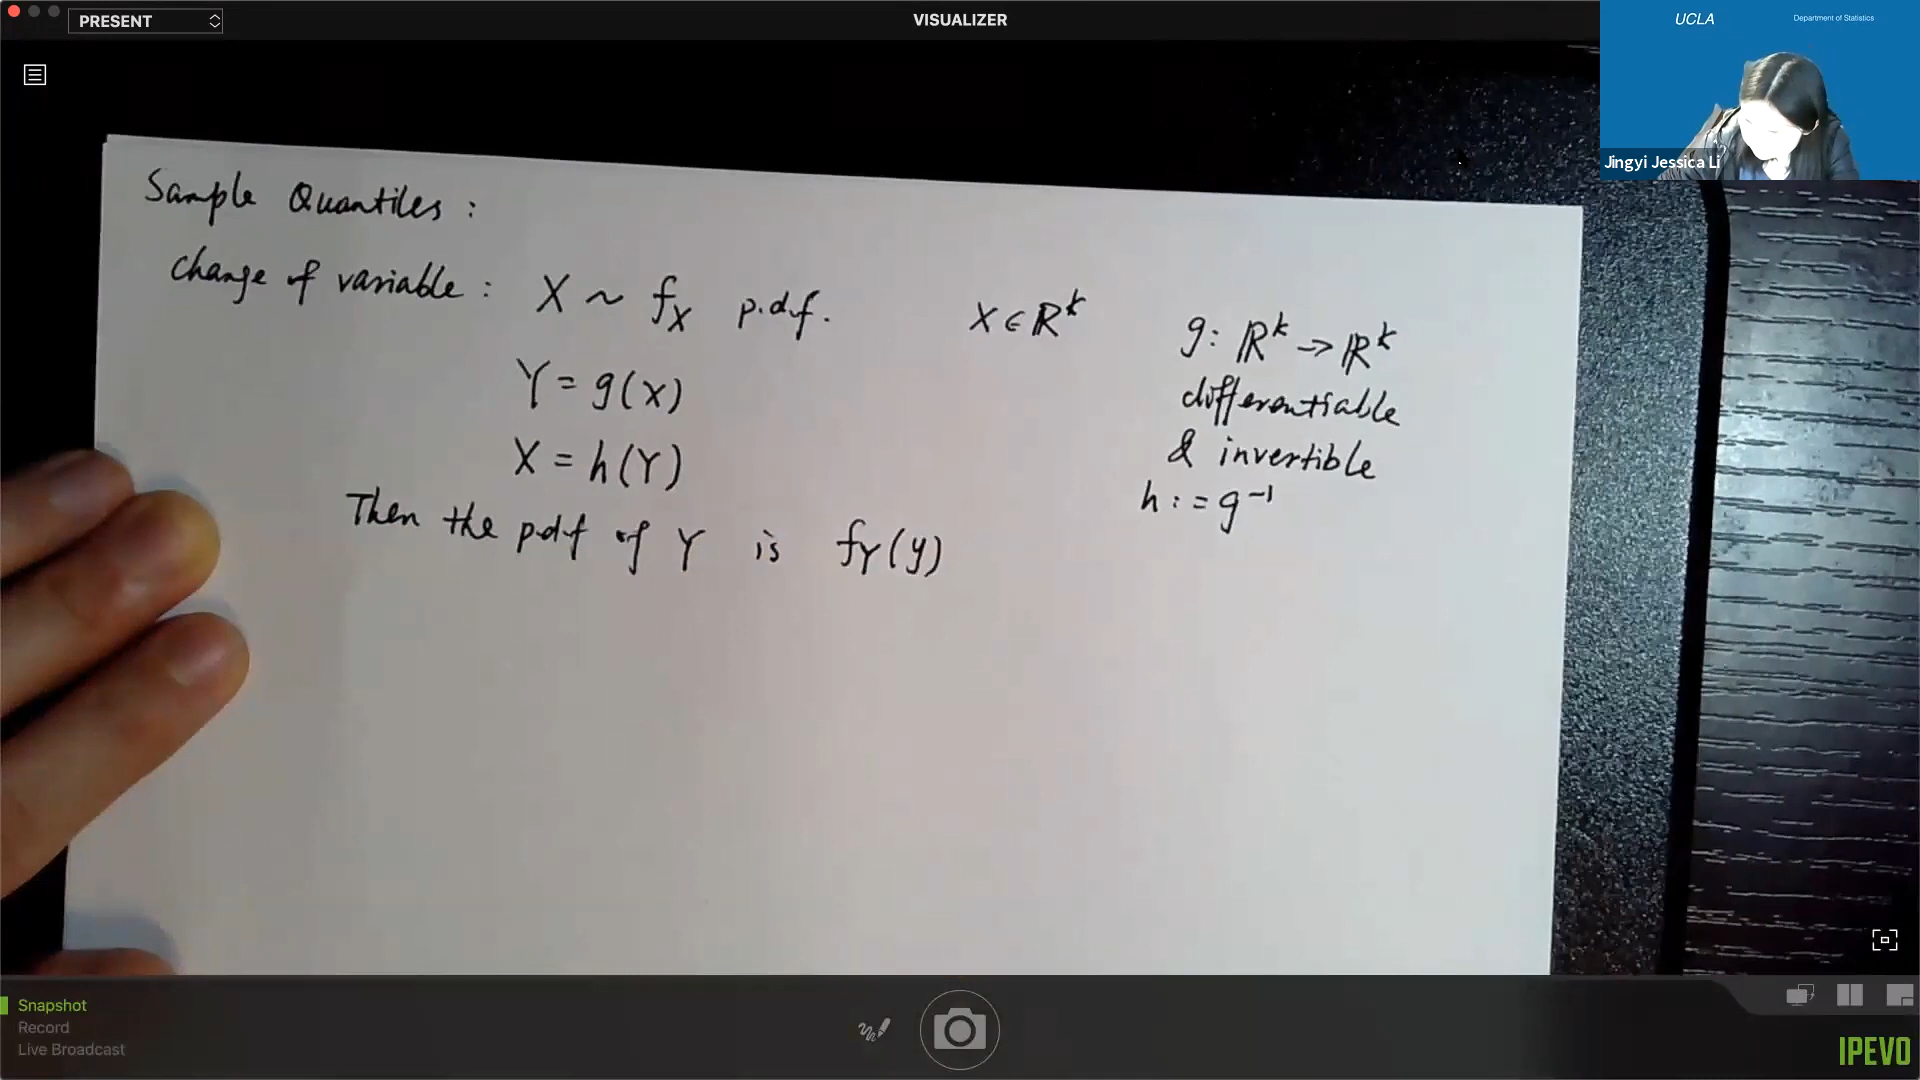 PRESENT
VISUALIZER
UCLA
Department of Statistics
Jingyi Jessica Li
Sample Quantiles :
change of variable : X ~ f_X p.d.f. X ∈ ℝ^k g: ℝ^k → ℝ^k
differentiable
Y = g(X)
& invertible
X = h(Y)
h := g^-1
Then the pdf of Y is f_Y(y)
Snapshot
Record
Live Broadcast
IPEVO